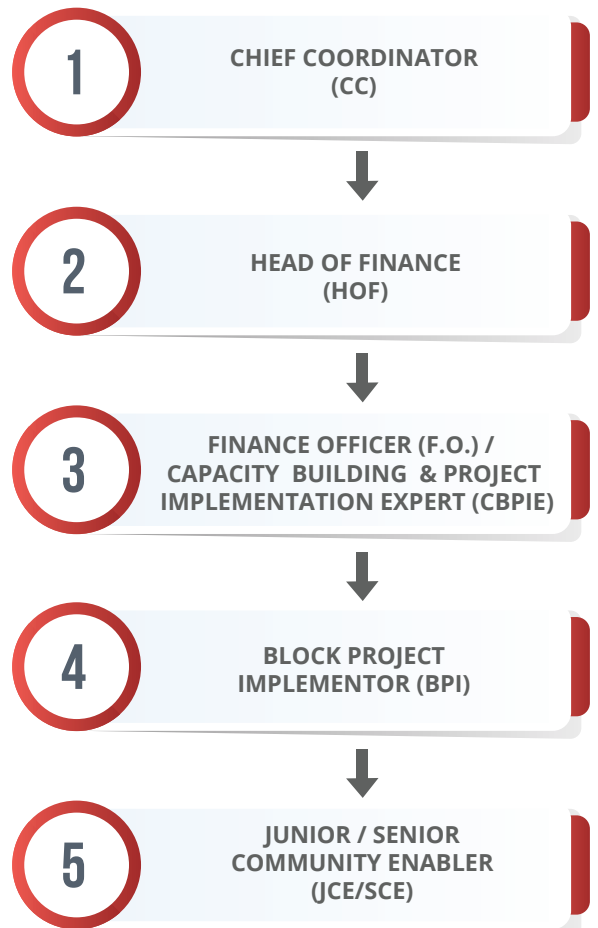 1
CHIEF COORDINATOR
(CC)
2
HEAD OF FINANCE
(HOF)
3
FINANCE OFFICER (F.O.) /
CAPACITY BUILDING & PROJECT
IMPLEMENTATION EXPERT (CBPIE)
4
BLOCK PROJECT
IMPLEMENTOR (BPI)
5
JUNIOR / SENIOR
COMMUNITY ENABLER
(JCE/SCE)